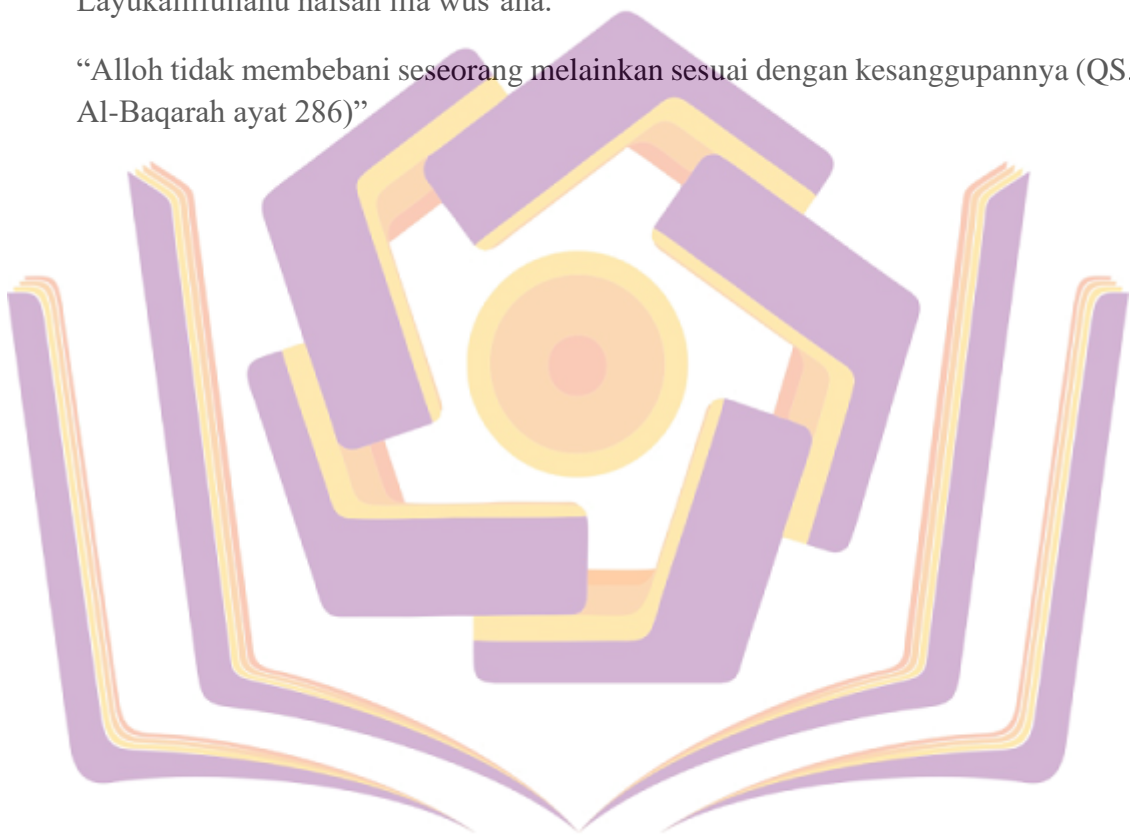 Layukallifullahu nafsan illa wus'aha.
“Alloh tidak membebani seseorang melainkan sesuai dengan kesanggupannya (QS.
Al-Baqarah ayat 286)”